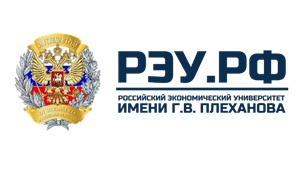 РЭУ.РФ
РОССИЙСКИЙ ЭКОНОМИЧЕСКИЙ УНИВЕРСИТЕТ
ИМЕНИ Г.В. ПЛЕХАНОВА